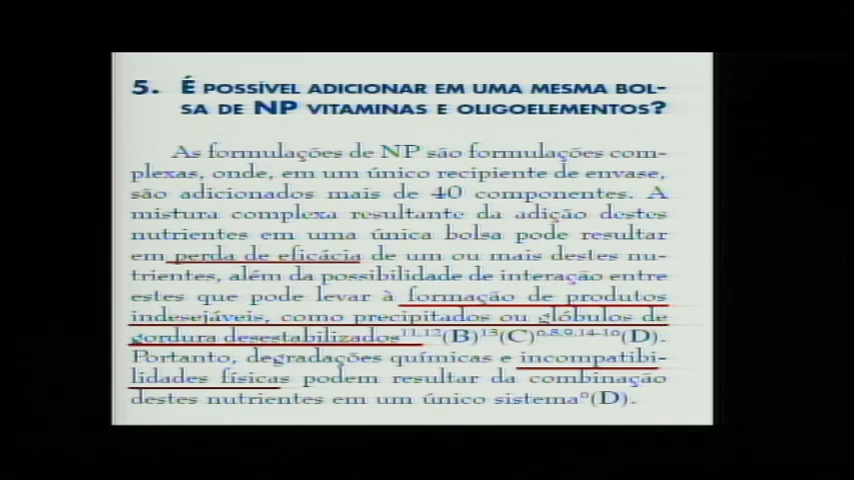 5. É POSSÍVEL ADICIONAR EM UMA MESMA BOL-
SA DE NP VITAMINAS E OLIGOELEMENTOS?
As formulações de NP são formulações com-
plexas, onde, em um único recipiente de envase,
são adicionados mais de 40 componentes. A
mistura complexa resultante da adição destes
nutrientes em uma única bolsa pode resultar
em perda de eficácia de um ou mais destes nu-
trientes, além da possibilidade de interação entre
estes que pode levar à formação de produtos
indesejáveis, como precipitados ou glóbulos de
gordura desestabilizados11,12(B)13(C)6,8,9,14-16(D).
Portanto, degradações químicas e incompatibi-
lidades físicas podem resultar da combinação
destes nutrientes em um único sistema(D).